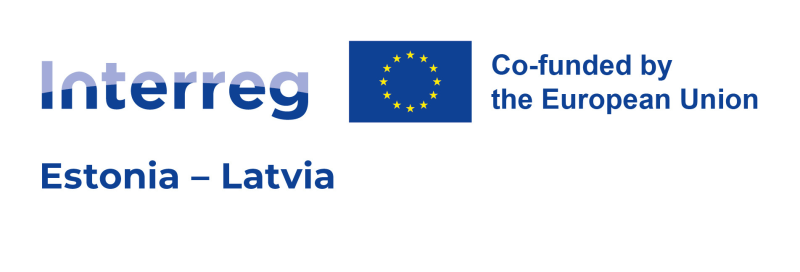 Interreg
Co-funded by
the European Union
Estonia – Latvia